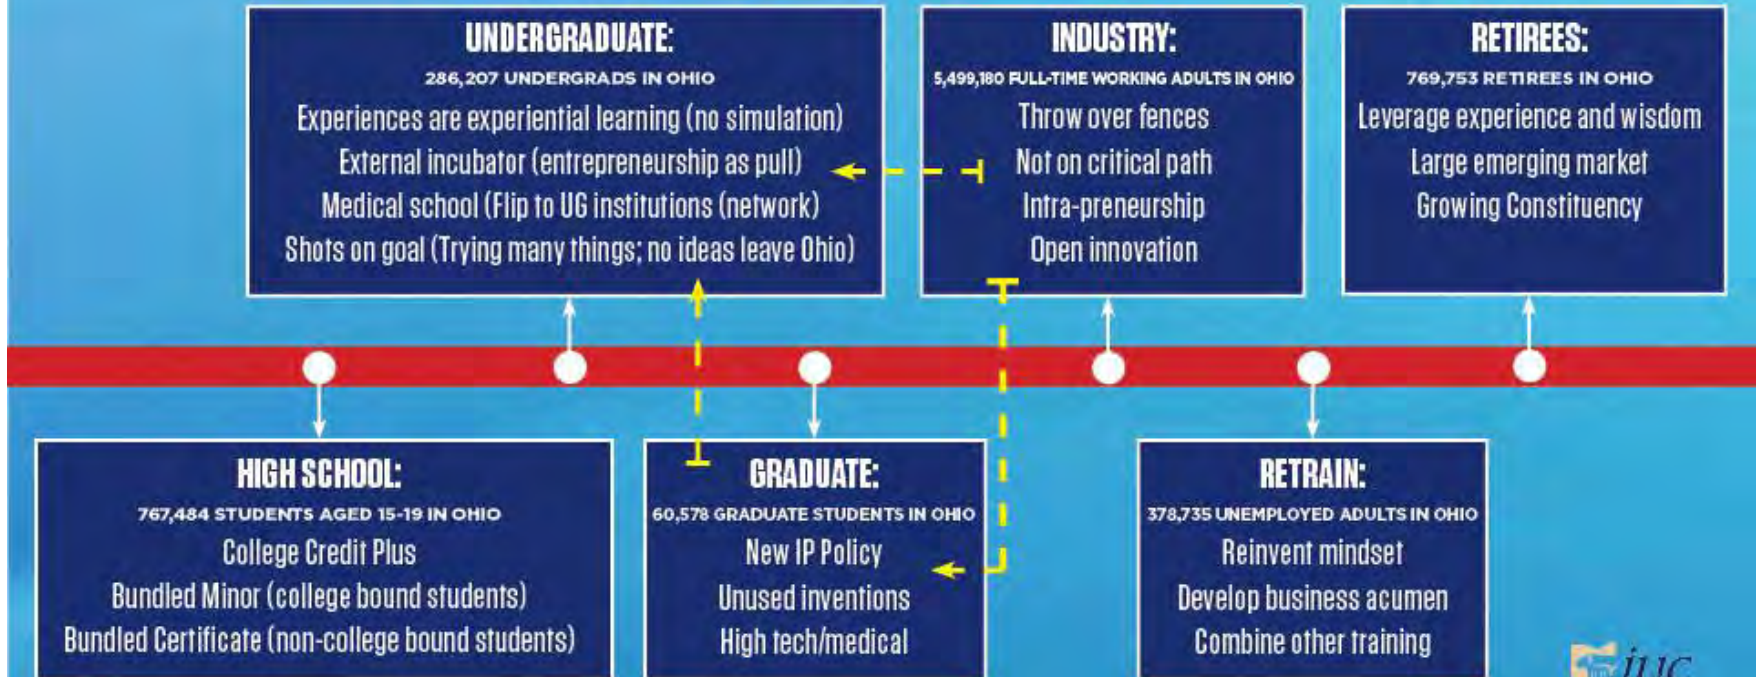 UNDERGRADUATE:
286,207 UNDERGRADS IN OHIO
Experiences are experiential learning (no simulation)
External incubator (entrepreneurship as pull)
Medical school (Flip to UG institutions (network)
Shots on goal (Trying many things; no ideas leave Ohio)
INDUSTRY:
5,499,180 FULL-TIME WORKING ADULTS IN OHIO
Throw over fences
Not on critical path
Intra-preneurship
Open innovation
RETIREES:
769,753 RETIREES IN OHIO
Leverage experience and wisdom
Large emerging market
Growing Constituency
HIGH SCHOOL:
767,484 STUDENTS AGED 15-19 IN OHIO
College Credit Plus
Bundled Minor (college bound students)
Bundled Certificate (non-college bound students)
GRADUATE:
60,578 GRADUATE STUDENTS IN OHIO
New IP Policy
Unused inventions
High tech/medical
RETRAIN:
378,735 UNEMPLOYED ADULTS IN OHIO
Reinvent mindset
Develop business acumen
Combine other training